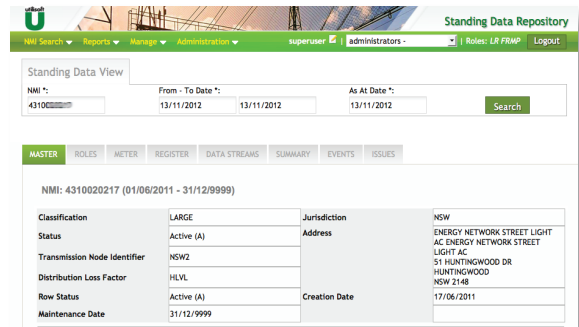 utilisoft
U
Standing Data Repository
NMI Search Reports Manage Administration superuser | administrators - | Roles: LR FRMP Logout
Standing Data View
NMI *: From - To Date *: As At Date *:
13/11/2012 13/11/2012 13/11/2012 Search
MASTER ROLES METER REGISTER DATA STREAMS SUMMARY EVENTS ISSUES
NMI: 4310020217 (01/06/2011 - 31/12/9999)
Classification LARGE Jurisdiction NSW
Status Active (A) Address ENERGY NETWORK STREET LIGHT
AC ENERGY NETWORK STREET
LIGHT AC
Transmission Node Identifier NSW2 51 HUNTINGWOOD DR
HUNTINGWOOD
Distribution Loss Factor HLVL NSW 2148
Row Status Active (A) Creation Date 17/06/2011
Maintenance Date 31/12/9999